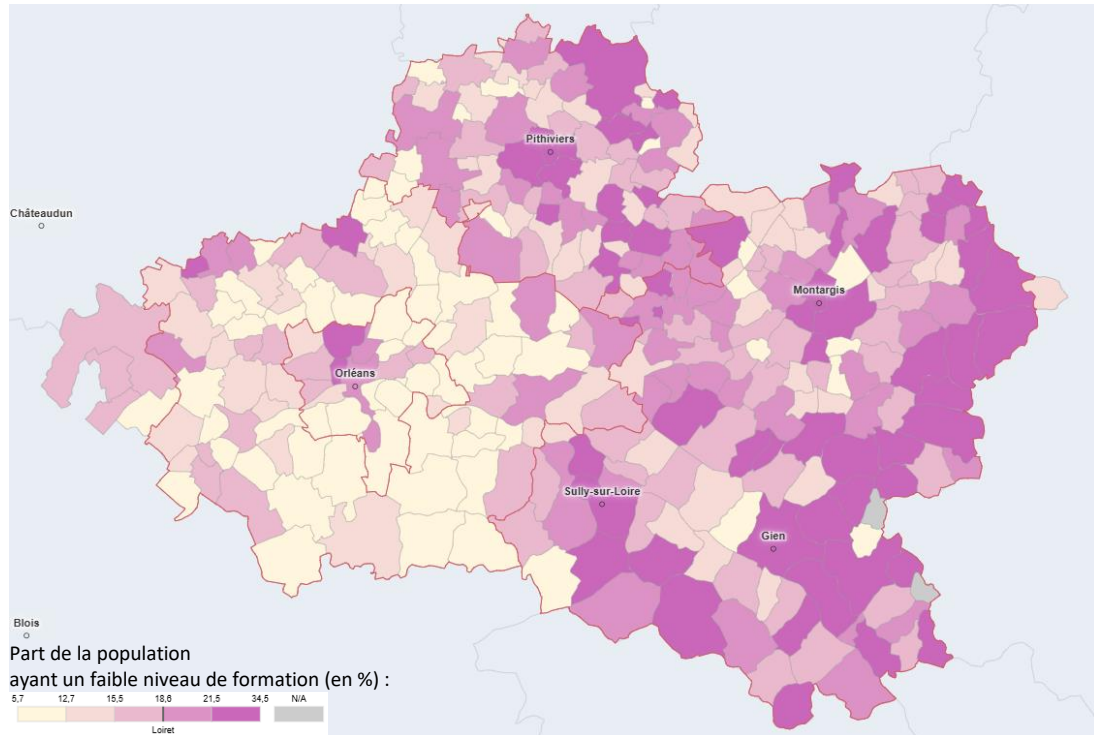 Pithiviers
Châteaudun
Montargis
Orléans
Sully-sur-Loire
Gien
Blois
Part de la population
ayant un faible niveau de formation (en %) :
5,7 12,7 15,5 18,6 21,5 34,5 N/A
Loiret